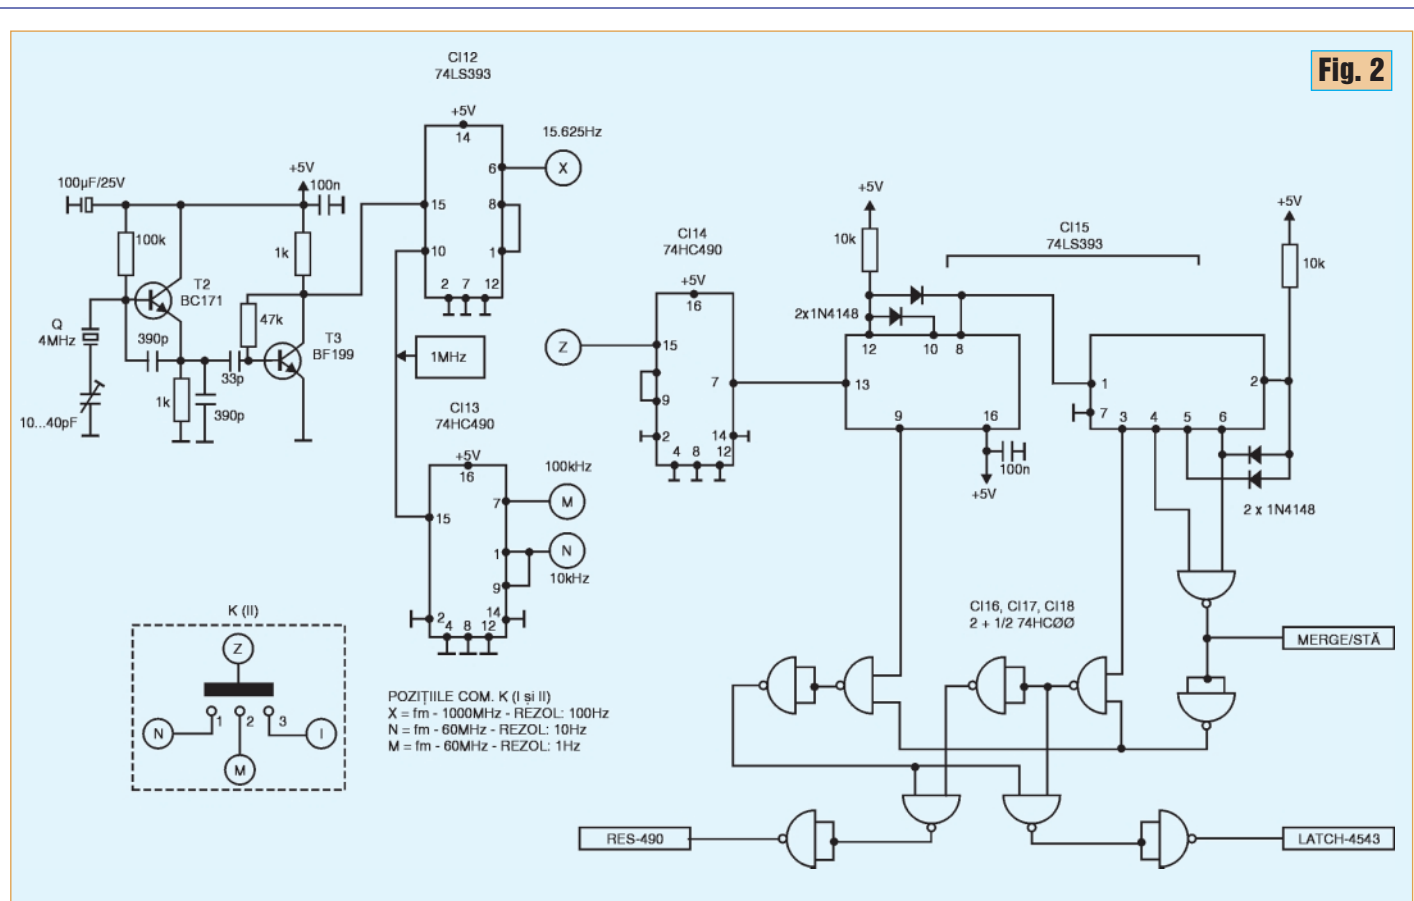 Fig. 2
CI12
74LS393
+5V
14
15.625Hz
6
X
15
8
10
1
2 7 12
100µF/25V
+5V
100n
100k
1k
T2
BC171
Q
4MHz
390p
47k
T3
BF199
33p
1k
390p
10...40pF
1MHz
CI13
74HC490
+5V
16
100kHz
7
M
15
1
N
10kHz
9
2
14
4 8 12
CI14
74HC490
+5V
16
Z
15
7
9
2
14
4 8 12
+5V
10k
2x1N4148
12 10 8
13
9 16
100n
+5V
CI15
74LS393
+5V
10k
1
2
7
3 4 5 6
2 x 1N4148
CI16, CI17, CI18
2 + 1/2 74HCØØ
MERGE/STĂ
K (II)
Z
1 2 3
N
I
M
POZIŢIILE COM. K (I şi II)
X = fm - 1000MHz - REZOL: 100Hz
N = fm - 60MHz - REZOL: 10Hz
M = fm - 60MHz - REZOL: 1Hz
RES-490
LATCH-4543